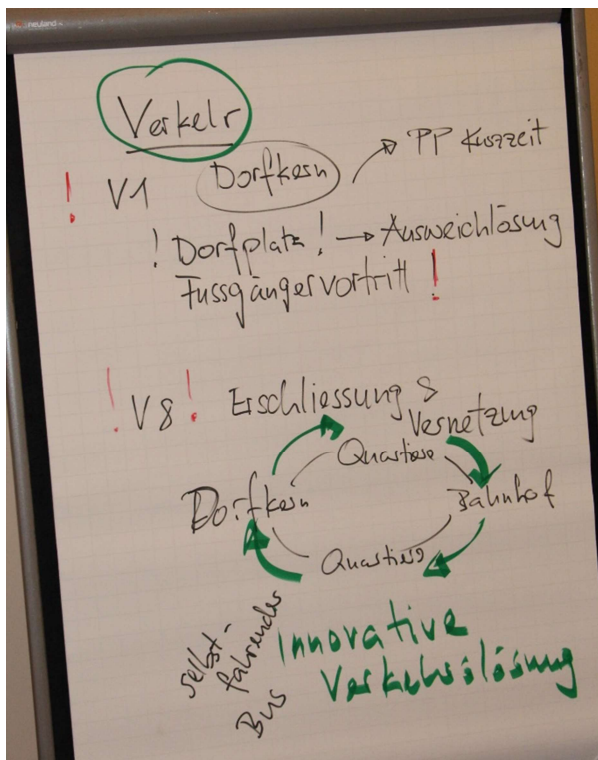 neuland
Verkehr
! V1 Dorfkern → PP Kurzzeit
! Dorfplatz! → Ausweichlösung
Fussgängervortritt !
! V8 ! Erschliessung &
Vernetzung
Quartiere
Dorfkern
Bahnhof
Quartiere
selbst-
fahrender
Bus
Innovative
Verkehrslösung